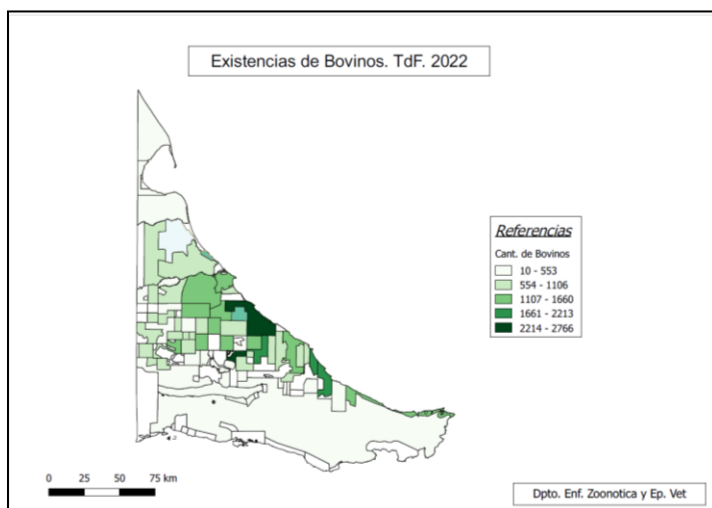 Existencias de Bovinos. TdF. 2022
Referencias
Cant. de Bovinos
10 - 553
554 - 1106
1107 - 1660
1661 - 2213
2214 - 2766
0 25 50 75 km
Dpto. Enf. Zoonotica y Ep. Vet